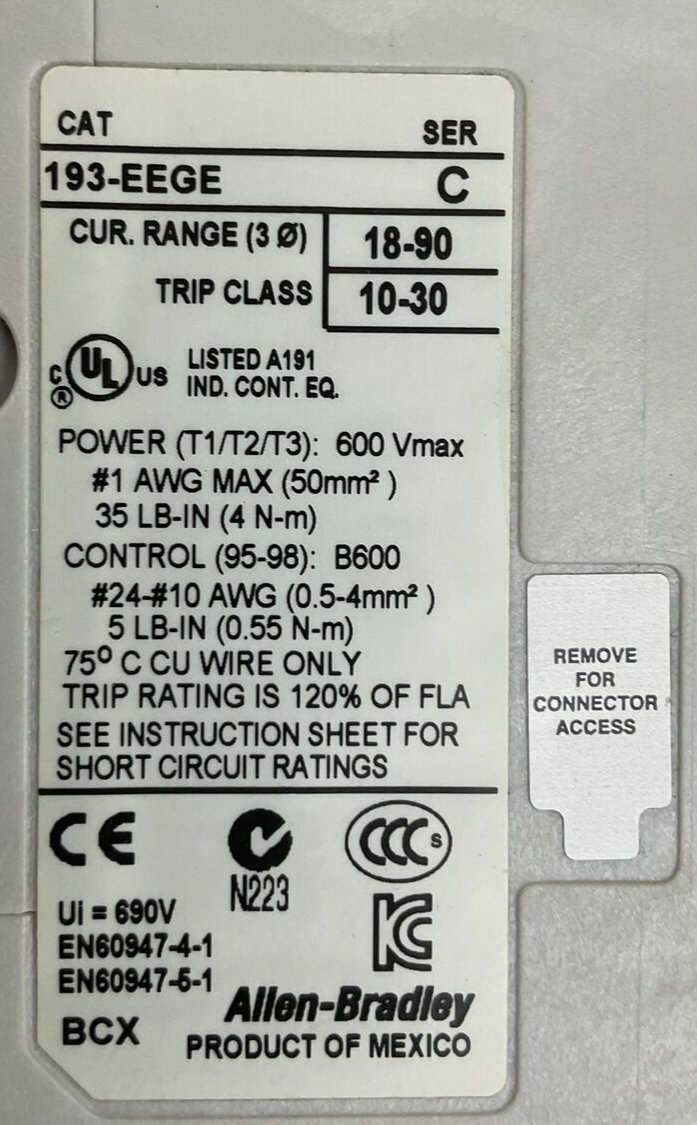 CAT SER
193-EEGE C
CUR. RANGE (3 Ø) 18-90
TRIP CLASS 10-30
C UL US LISTED A191
® IND. CONT. EQ.
POWER (T1/T2/T3): 600 Vmax
#1 AWG MAX (50mm²)
35 LB-IN (4 N-m)
CONTROL (95-98): B600
#24-#10 AWG (0.5-4mm²)
5 LB-IN (0.55 N-m)
75° C CU WIRE ONLY
TRIP RATING IS 120% OF FLA
SEE INSTRUCTION SHEET FOR
SHORT CIRCUIT RATINGS
CE CCC S
N223
Ui = 690V
EN60947-4-1 KC
EN60947-5-1
Allen-Bradley
BCX PRODUCT OF MEXICO
REMOVE
FOR
CONNECTOR
ACCESS